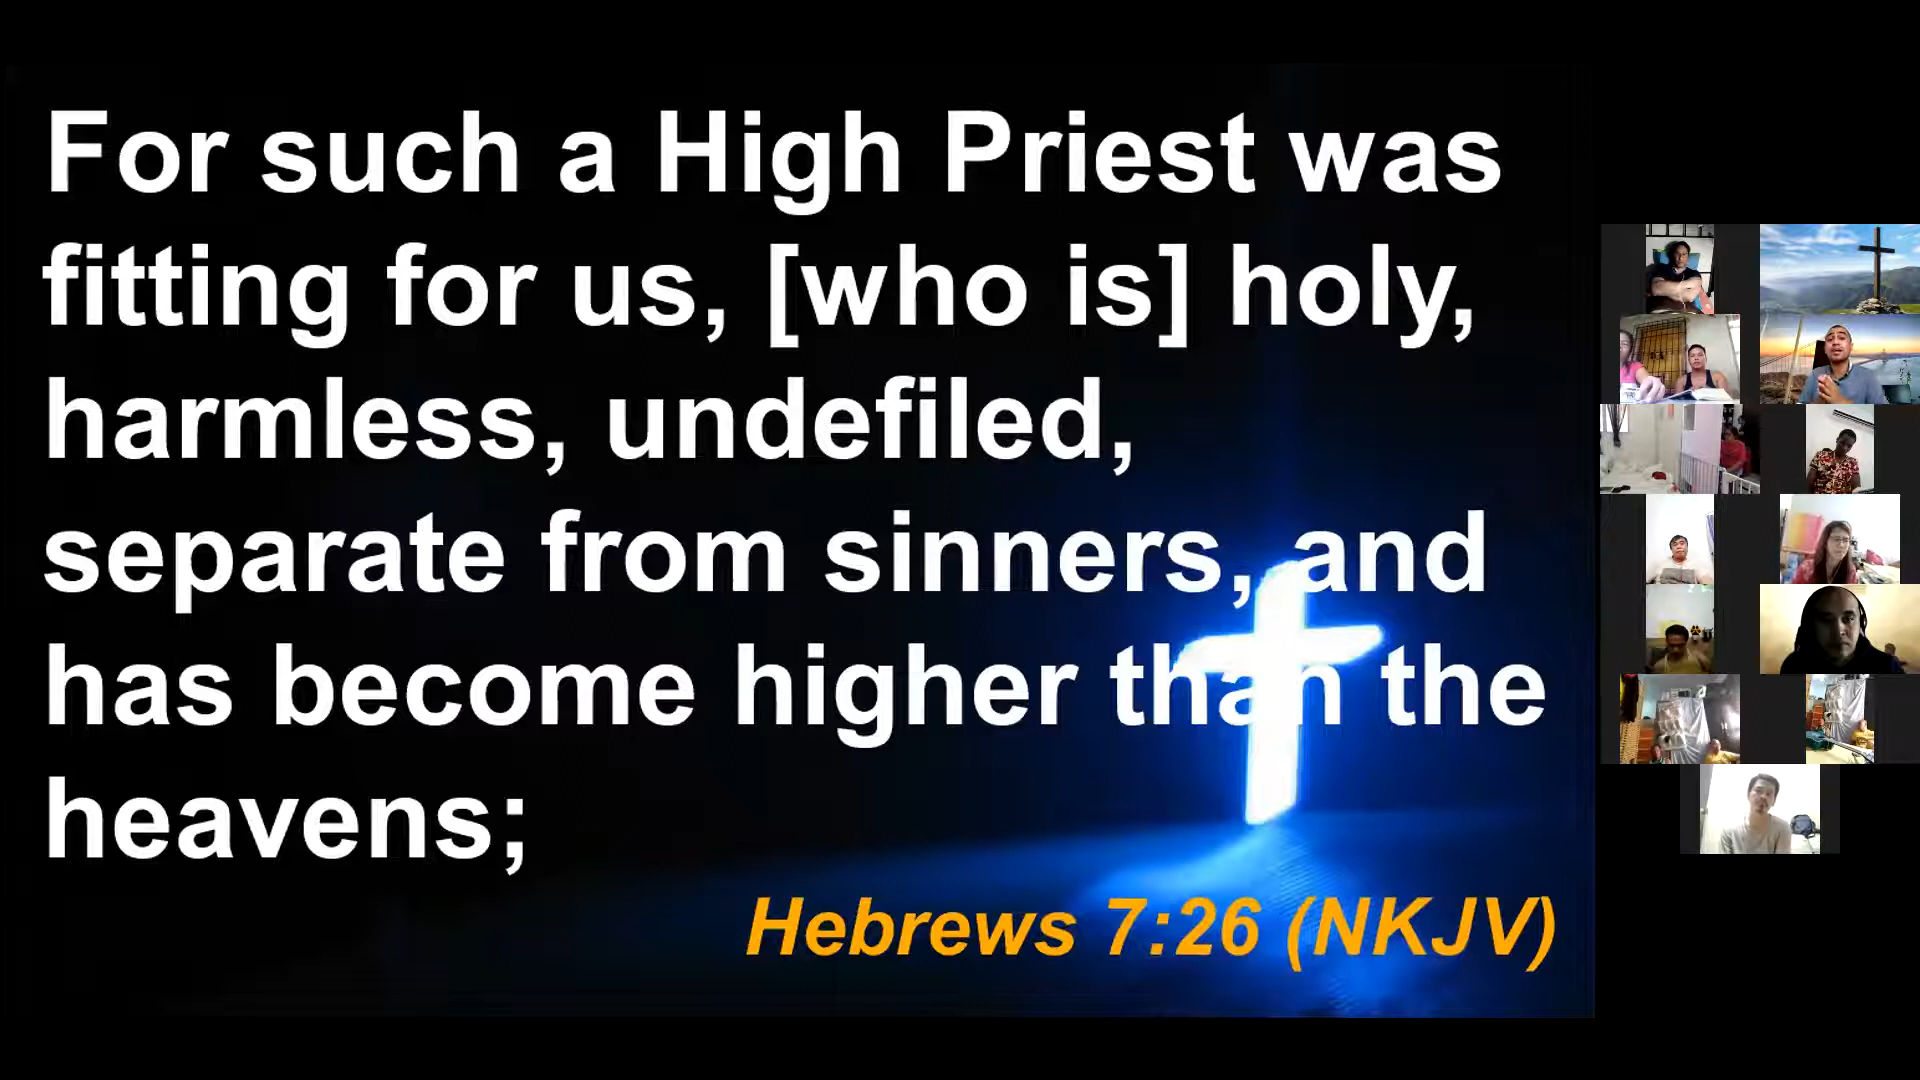 For such a High Priest was
fitting for us, [who is] holy,
harmless, undefiled,
separate from sinners, and
has become higher than the
heavens;
Hebrews 7:26 (NKJV)